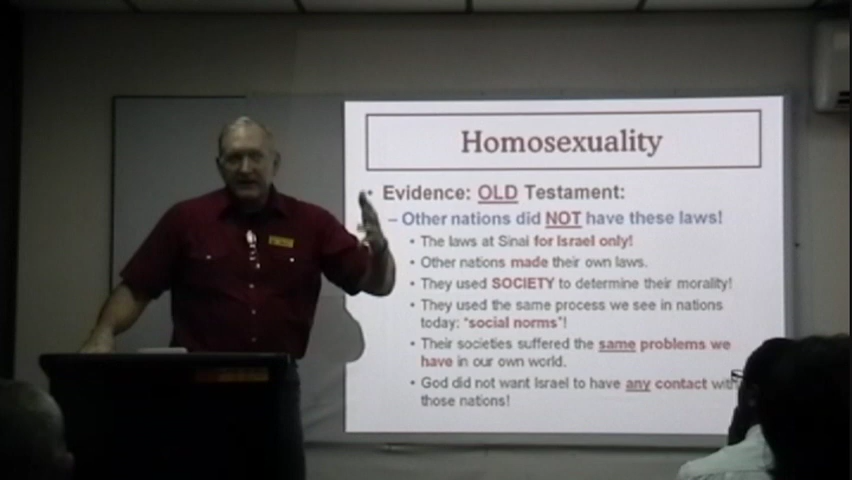 Homosexuality
• Evidence: OLD Testament:
– Other nations did NOT have these laws!
• The laws at Sinai for Israel only!
• Other nations made their own laws.
• They used SOCIETY to determine their morality!
• They used the same process we see in nations
today: "social norms"!
• Their societies suffered the same problems we
have in our own world.
• God did not want Israel to have any contact with
those nations!